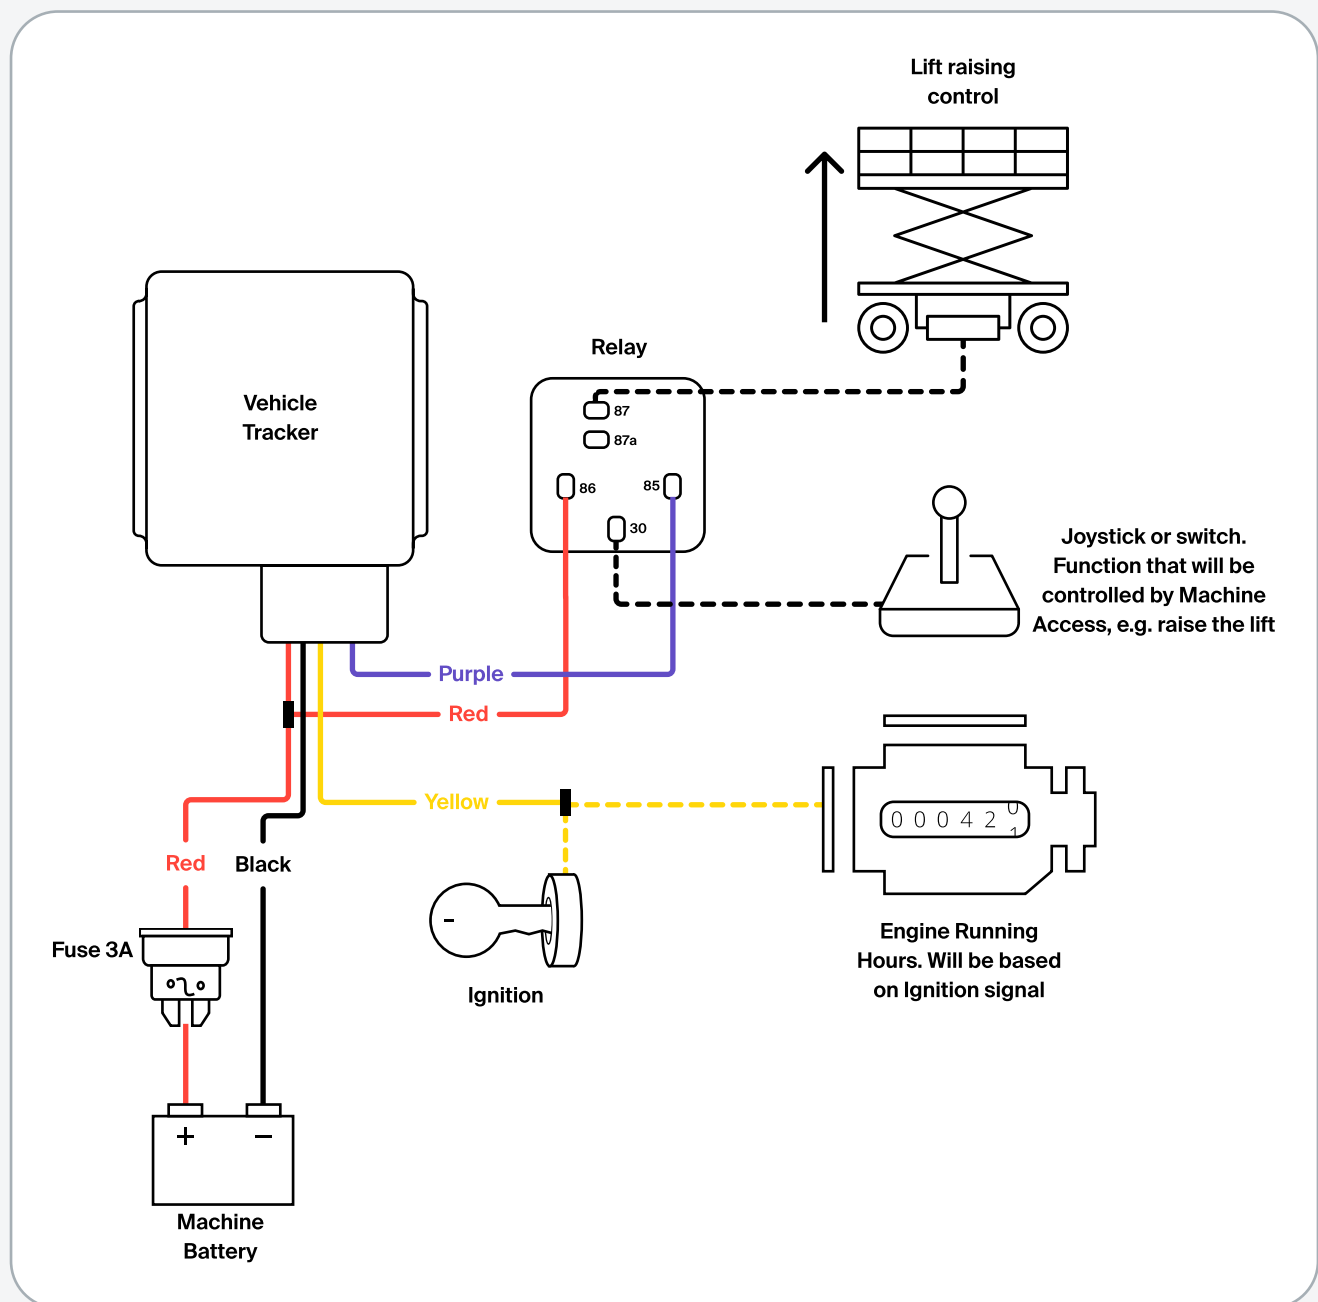 Lift raising
control
Relay
Vehicle
Tracker
87
87a
86
85
30
Joystick or switch.
Function that will be
controlled by Machine
Access, e.g. raise the lift
Purple
Red
Yellow
0 0 0 4 2 0
1
Red
Black
Fuse 3A
Engine Running
Hours. Will be based
on Ignition signal
-
Ignition
+ −
Machine
Battery